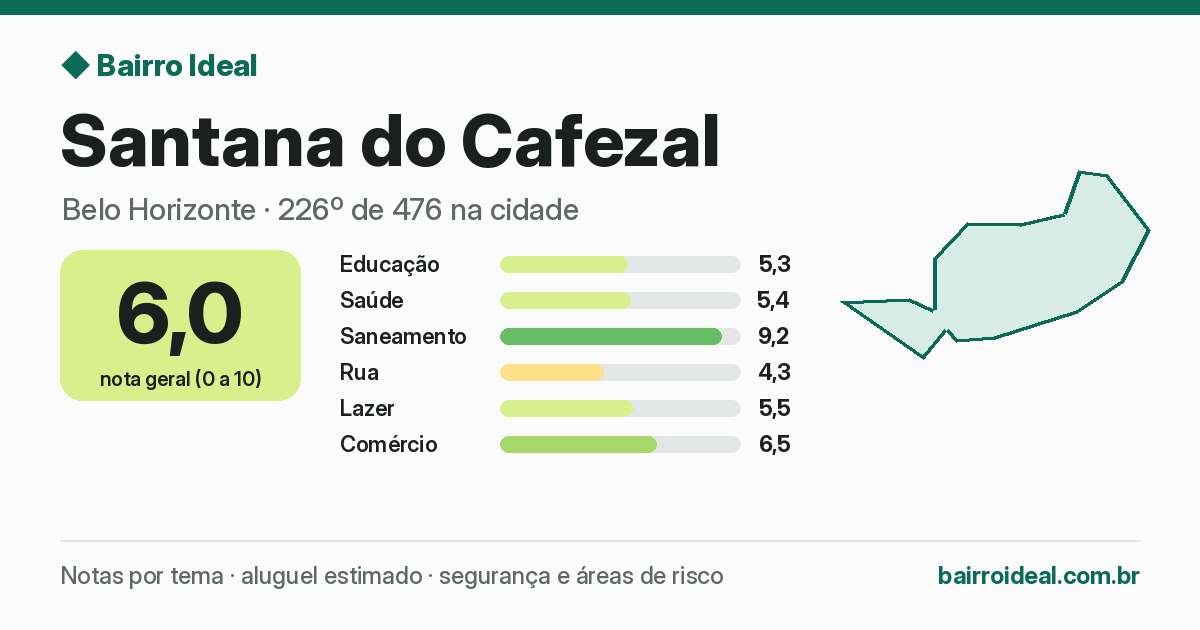 Bairro Ideal
Santana do Cafezal
Belo Horizonte · 226º de 476 na cidade
6,0
nota geral (0 a 10)
Educação 5,3
Saúde 5,4
Saneamento 9,2
Rua 4,3
Lazer 5,5
Comércio 6,5
Notas por tema · aluguel estimado · segurança e áreas de risco
bairroideal.com.br